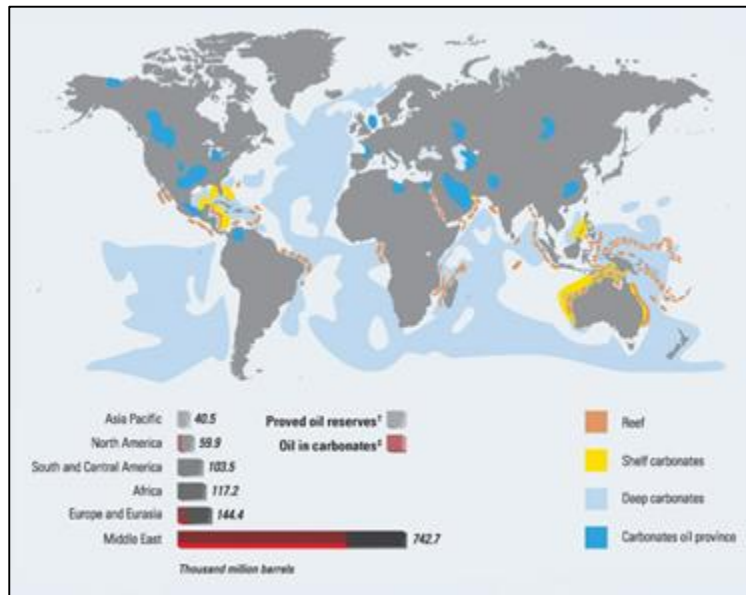 Asia Pacific 40.5
North America 59.9
South and Central America 103.5
Africa 117.2
Europe and Eurasia 144.4
Middle East 742.7
Thousand million barrels
Proved oil reserves†
Oil in carbonates‡
Reef
Shelf carbonates
Deep carbonates
Carbonates oil province